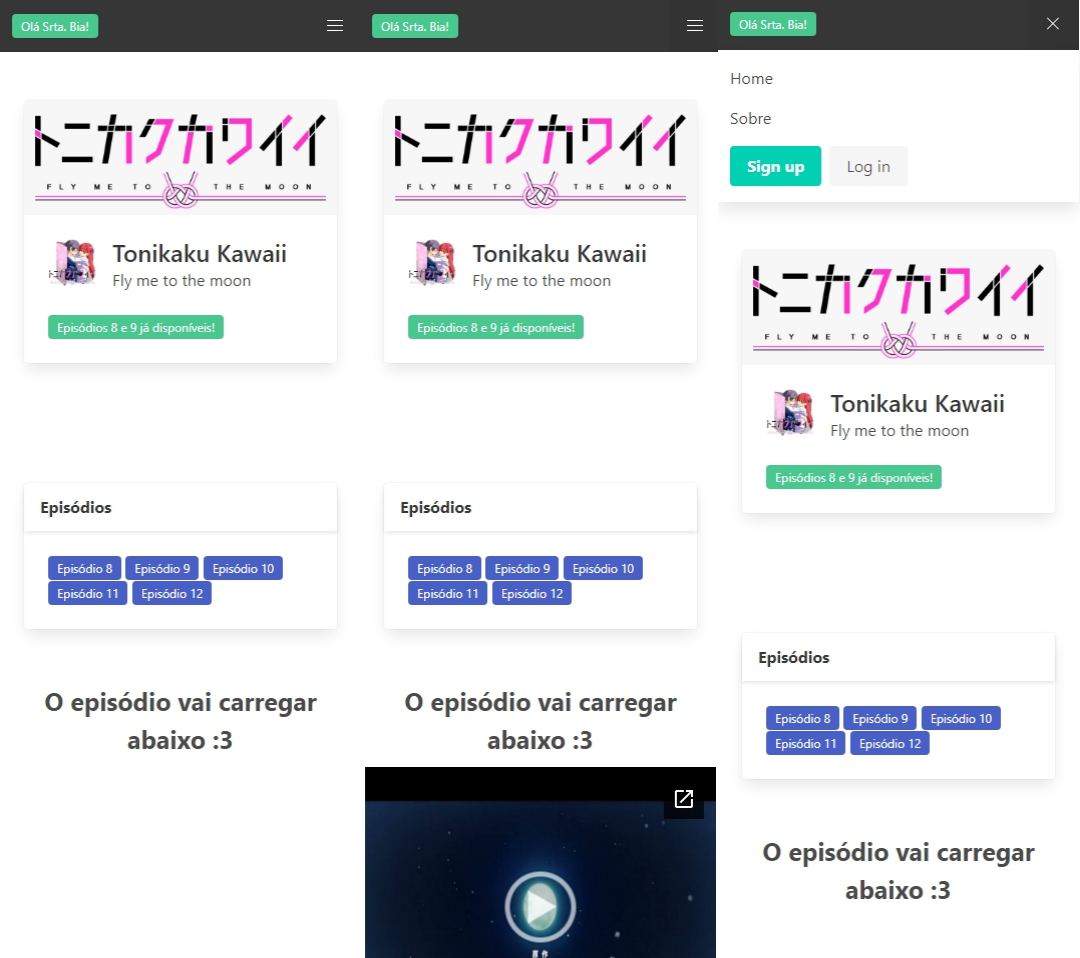 Olá Srta. Bia!
トニカクカワイイ
FLY ME TO THE MOON
Tonikaku Kawaii
Fly me to the moon
Episódios 8 e 9 já disponíveis!
Episódios
Episódio 8 Episódio 9 Episódio 10
Episódio 11 Episódio 12
O episódio vai carregar
abaixo :3
Olá Srta. Bia!
トニカクカワイイ
FLY ME TO THE MOON
Tonikaku Kawaii
Fly me to the moon
Episódios 8 e 9 já disponíveis!
Episódios
Episódio 8 Episódio 9 Episódio 10
Episódio 11 Episódio 12
O episódio vai carregar
abaixo :3
Olá Srta. Bia!
Home
Sobre
Sign up Log in
トニカクカワイイ
FLY ME TO THE MOON
Tonikaku Kawaii
Fly me to the moon
Episódios 8 e 9 já disponíveis!
Episódios
Episódio 8 Episódio 9 Episódio 10
Episódio 11 Episódio 12
O episódio vai carregar
abaixo :3